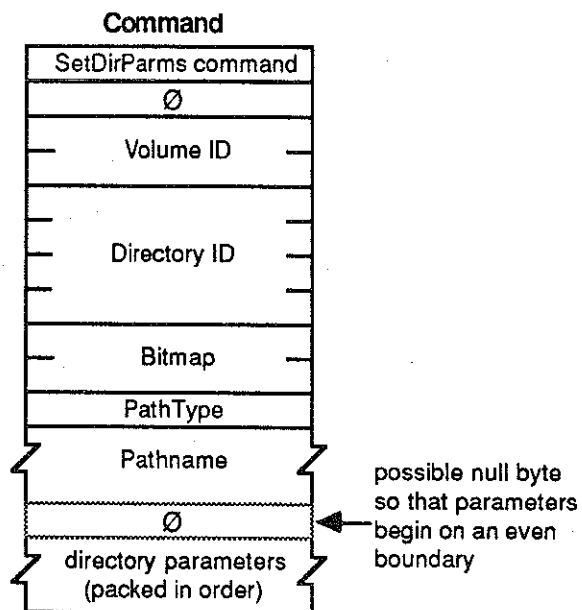 Command
SetDirParms command
Ø
Volume ID
Directory ID
Bitmap
PathType
Pathname
Ø
possible null byte
so that parameters
begin on an even
boundary
directory parameters
(packed in order)